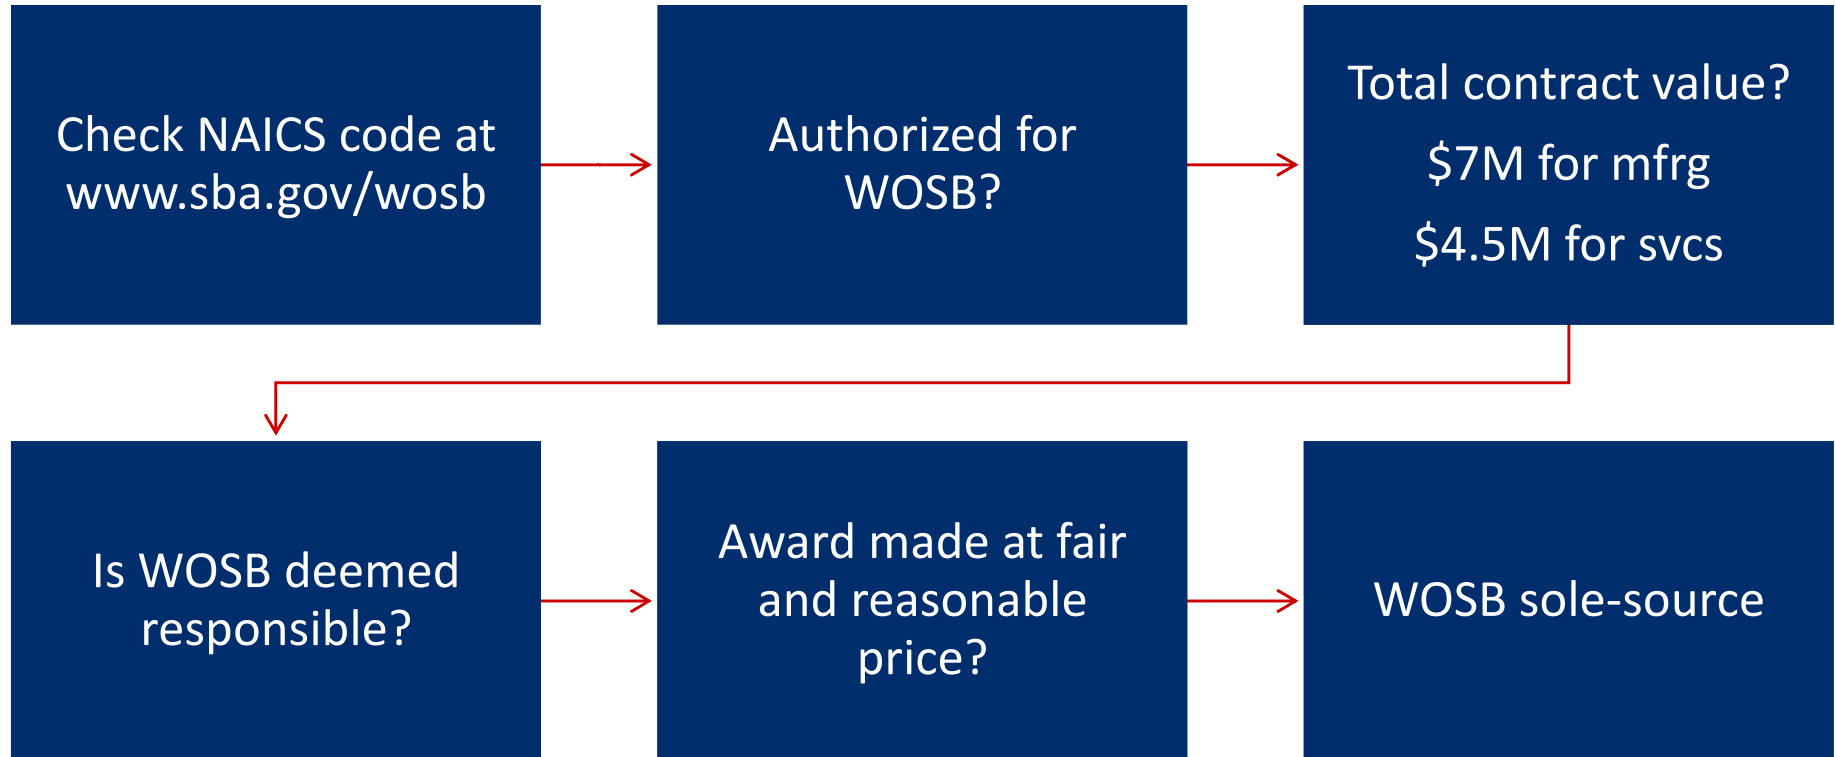 Check NAICS code at
www.sba.gov/wosb
Authorized for
WOSB?
Total contract value?
$7M for mfrg
$4.5M for svcs
Is WOSB deemed
responsible?
Award made at fair
and reasonable
price?
WOSB sole-source